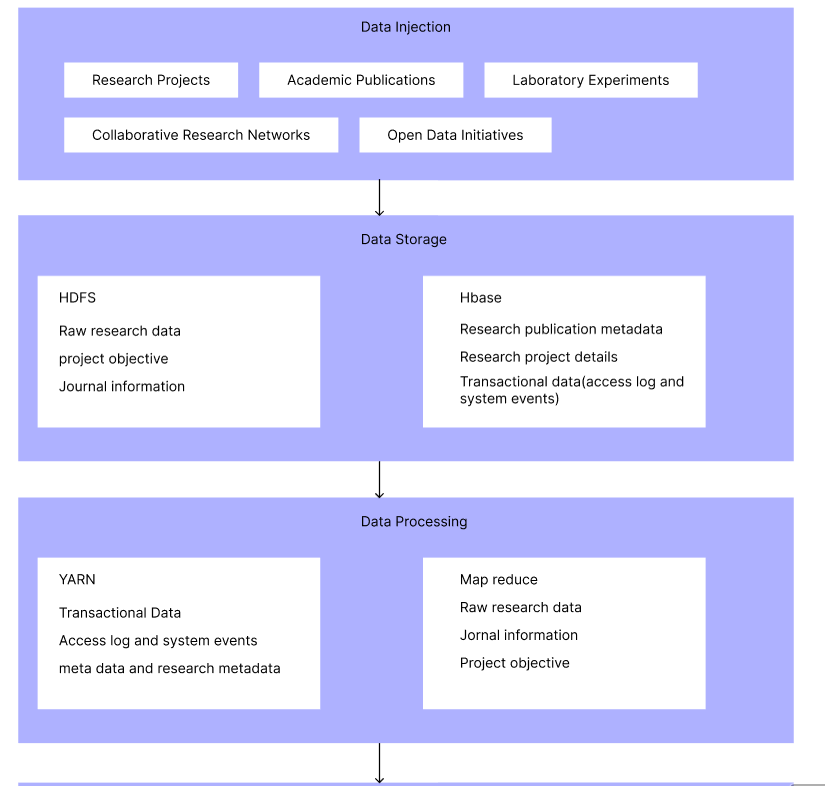 Data Injection
Research Projects
Academic Publications
Laboratory Experiments
Collaborative Research Networks
Open Data Initiatives
Data Storage
HDFS
Raw research data
project objective
Journal information
Hbase
Research publication metadata
Research project details
Transactional data(access log and
system events)
Data Processing
YARN
Transactional Data
Access log and system events
meta data and research metadata
Map reduce
Raw research data
Jornal information
Project objective